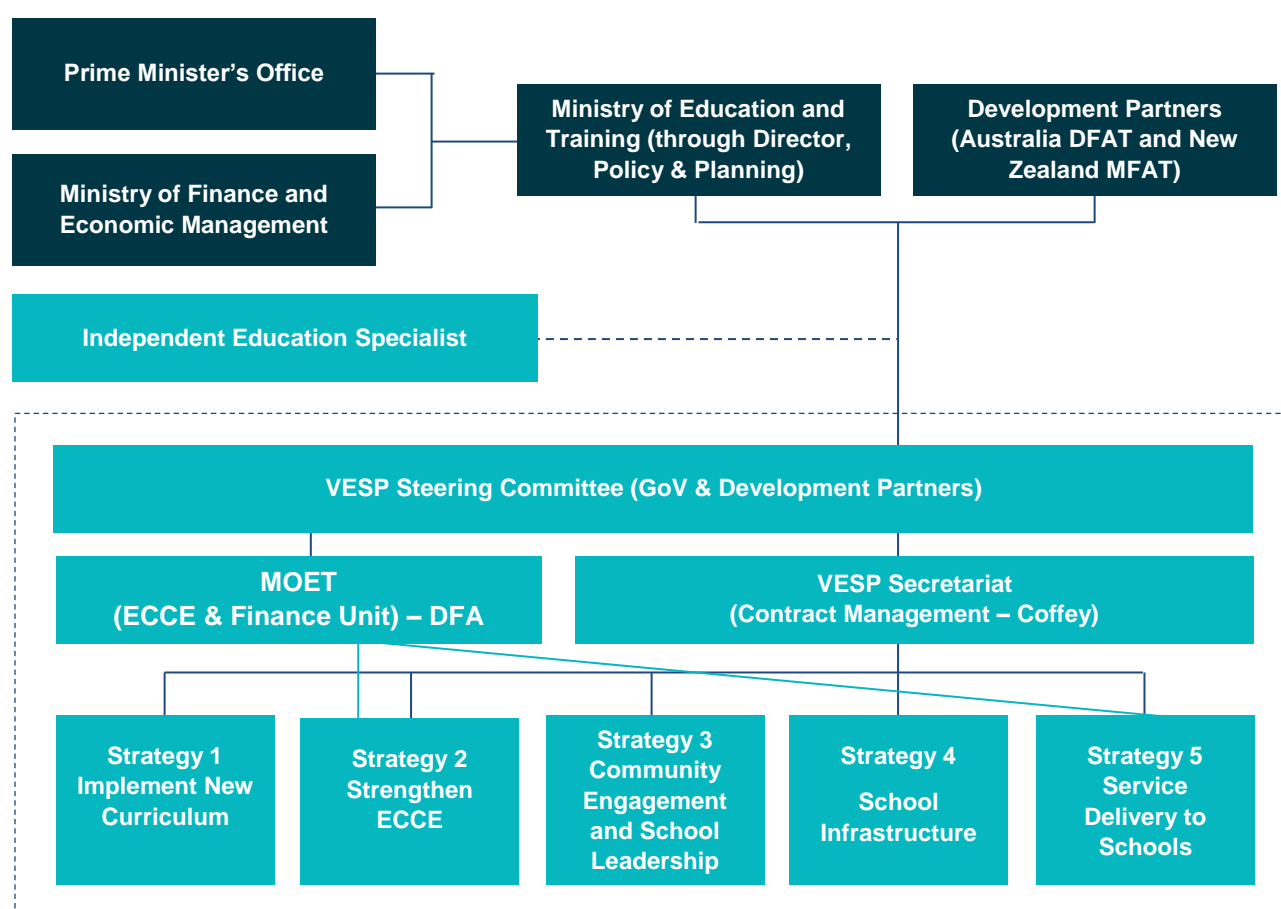 Prime Minister’s Office
Ministry of Finance and
Economic Management
Ministry of Education and
Training (through Director,
Policy & Planning)
Development Partners
(Australia DFAT and New
Zealand MFAT)
Independent Education Specialist
VESP Steering Committee (GoV & Development Partners)
MOET
(ECCE & Finance Unit) – DFA
VESP Secretariat
(Contract Management – Coffey)
Strategy 1
Implement New
Curriculum
Strategy 2
Strengthen
ECCE
Strategy 3
Community
Engagement
and School
Leadership
Strategy 4
School
Infrastructure
Strategy 5
Service
Delivery to
Schools